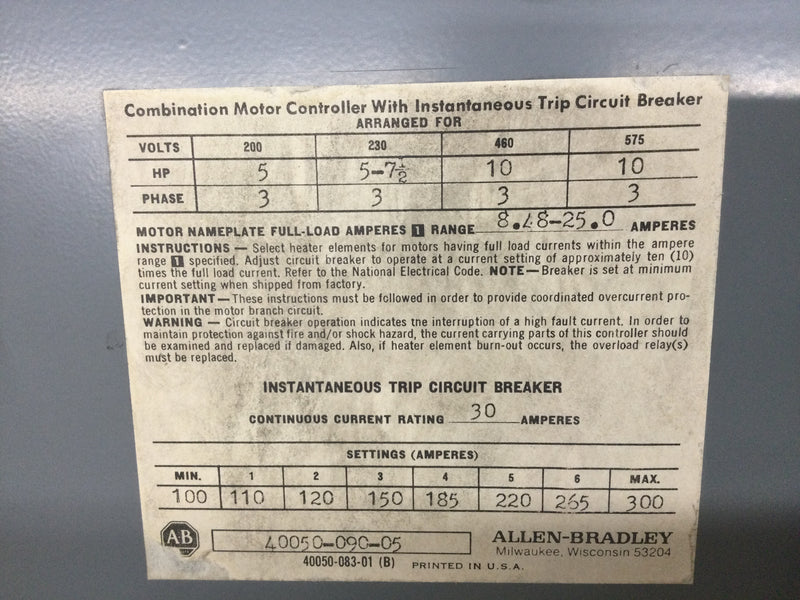 Combination Motor Controller With Instantaneous Trip Circuit Breaker
ARRANGED FOR
VOLTS 200 230 460 575
HP 5 5-7½ 10 10
PHASE 3 3 3 3
MOTOR NAMEPLATE FULL-LOAD AMPERES 1 RANGE 8.48-25.0 AMPERES
INSTRUCTIONS — Select heater elements for motors having full load currents within the ampere
range 1 specified. Adjust circuit breaker to operate at a current setting of approximately ten (10)
times the full load current. Refer to the National Electrical Code. NOTE—Breaker is set at minimum
current setting when shipped from factory.
IMPORTANT—These instructions must be followed in order to provide coordinated overcurrent pro-
tection in the motor branch circuit.
WARNING — Circuit breaker operation indicates the interruption of a high fault current. In order to
maintain protection against fire and/or shock hazard, the current carrying parts of this controller should
be examined and replaced if damaged. Also, if heater element burn-out occurs, the overload relay(s)
must be replaced.
INSTANTANEOUS TRIP CIRCUIT BREAKER
CONTINUOUS CURRENT RATING 30 AMPERES
SETTINGS (AMPERES)
MIN. 1 2 3 4 5 6 MAX.
100 110 120 150 185 220 265 300
AB 40050-090-05 ALLEN-BRADLEY
Milwaukee, Wisconsin 53204
40050-083-01 (B) PRINTED IN U.S.A.